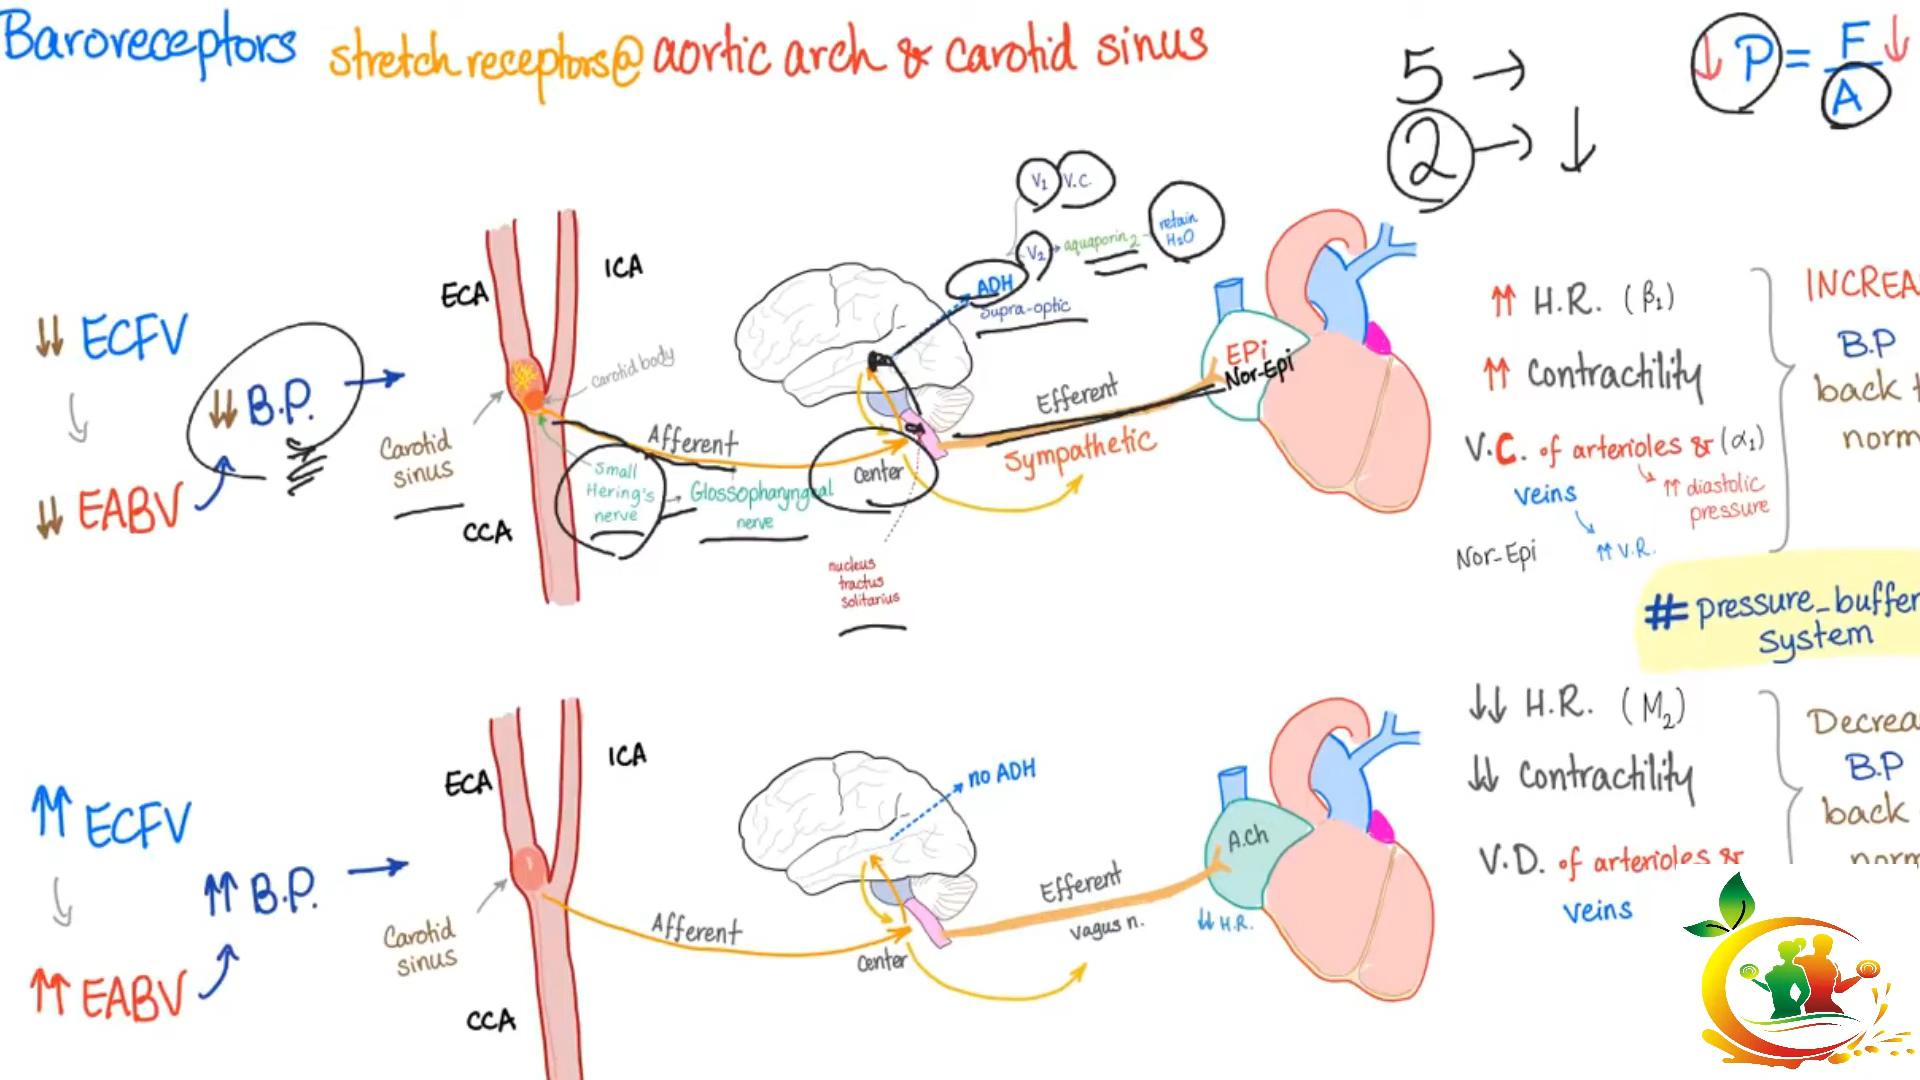 Baroreceptors stretch receptors @ aortic arch & carotid sinus
↓ P = F ↓
A
5 →
2 → ↓
V1 V.C.
V2 → aquaporin2 retain
H2O
ADH
Supra-optic
ECA
ICA
carotid body
↓↓ ECFV
↓↓ B.P.
↓↓ EABV
Carotid
sinus
CCA
Afferent
Small
Hering's
nerve
→ Glossopharyngeal
nerve
Center
nucleus
tractus
solitarius
Efferent
Sympathetic
EPi
Nor-Epi
↑↑ H.R. (β1)
↑↑ Contractility
V.C. of arterioles & (α1)
veins
↑↑ diastolic
pressure
Nor-Epi
↑↑ V.R.
INCREA
B.P
back t
norm
# pressure_buffer
system
↑↑ ECFV
↑↑ B.P.
↑↑ EABV
ECA
ICA
Carotid
sinus
CCA
Afferent
no ADH
Center
Efferent
vagus n.
A.Ch
↓↓ H.R.
↓↓ H.R. (M2)
↓↓ Contractility
V.D. of arterioles &
veins
Decrea
B.P
back
norm